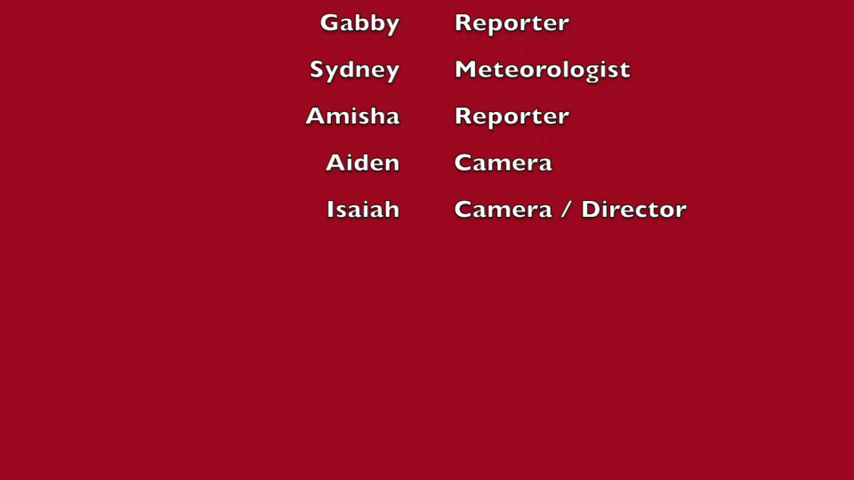 Gabby Reporter
Sydney Meteorologist
Amisha Reporter
Aiden Camera
Isaiah Camera / Director